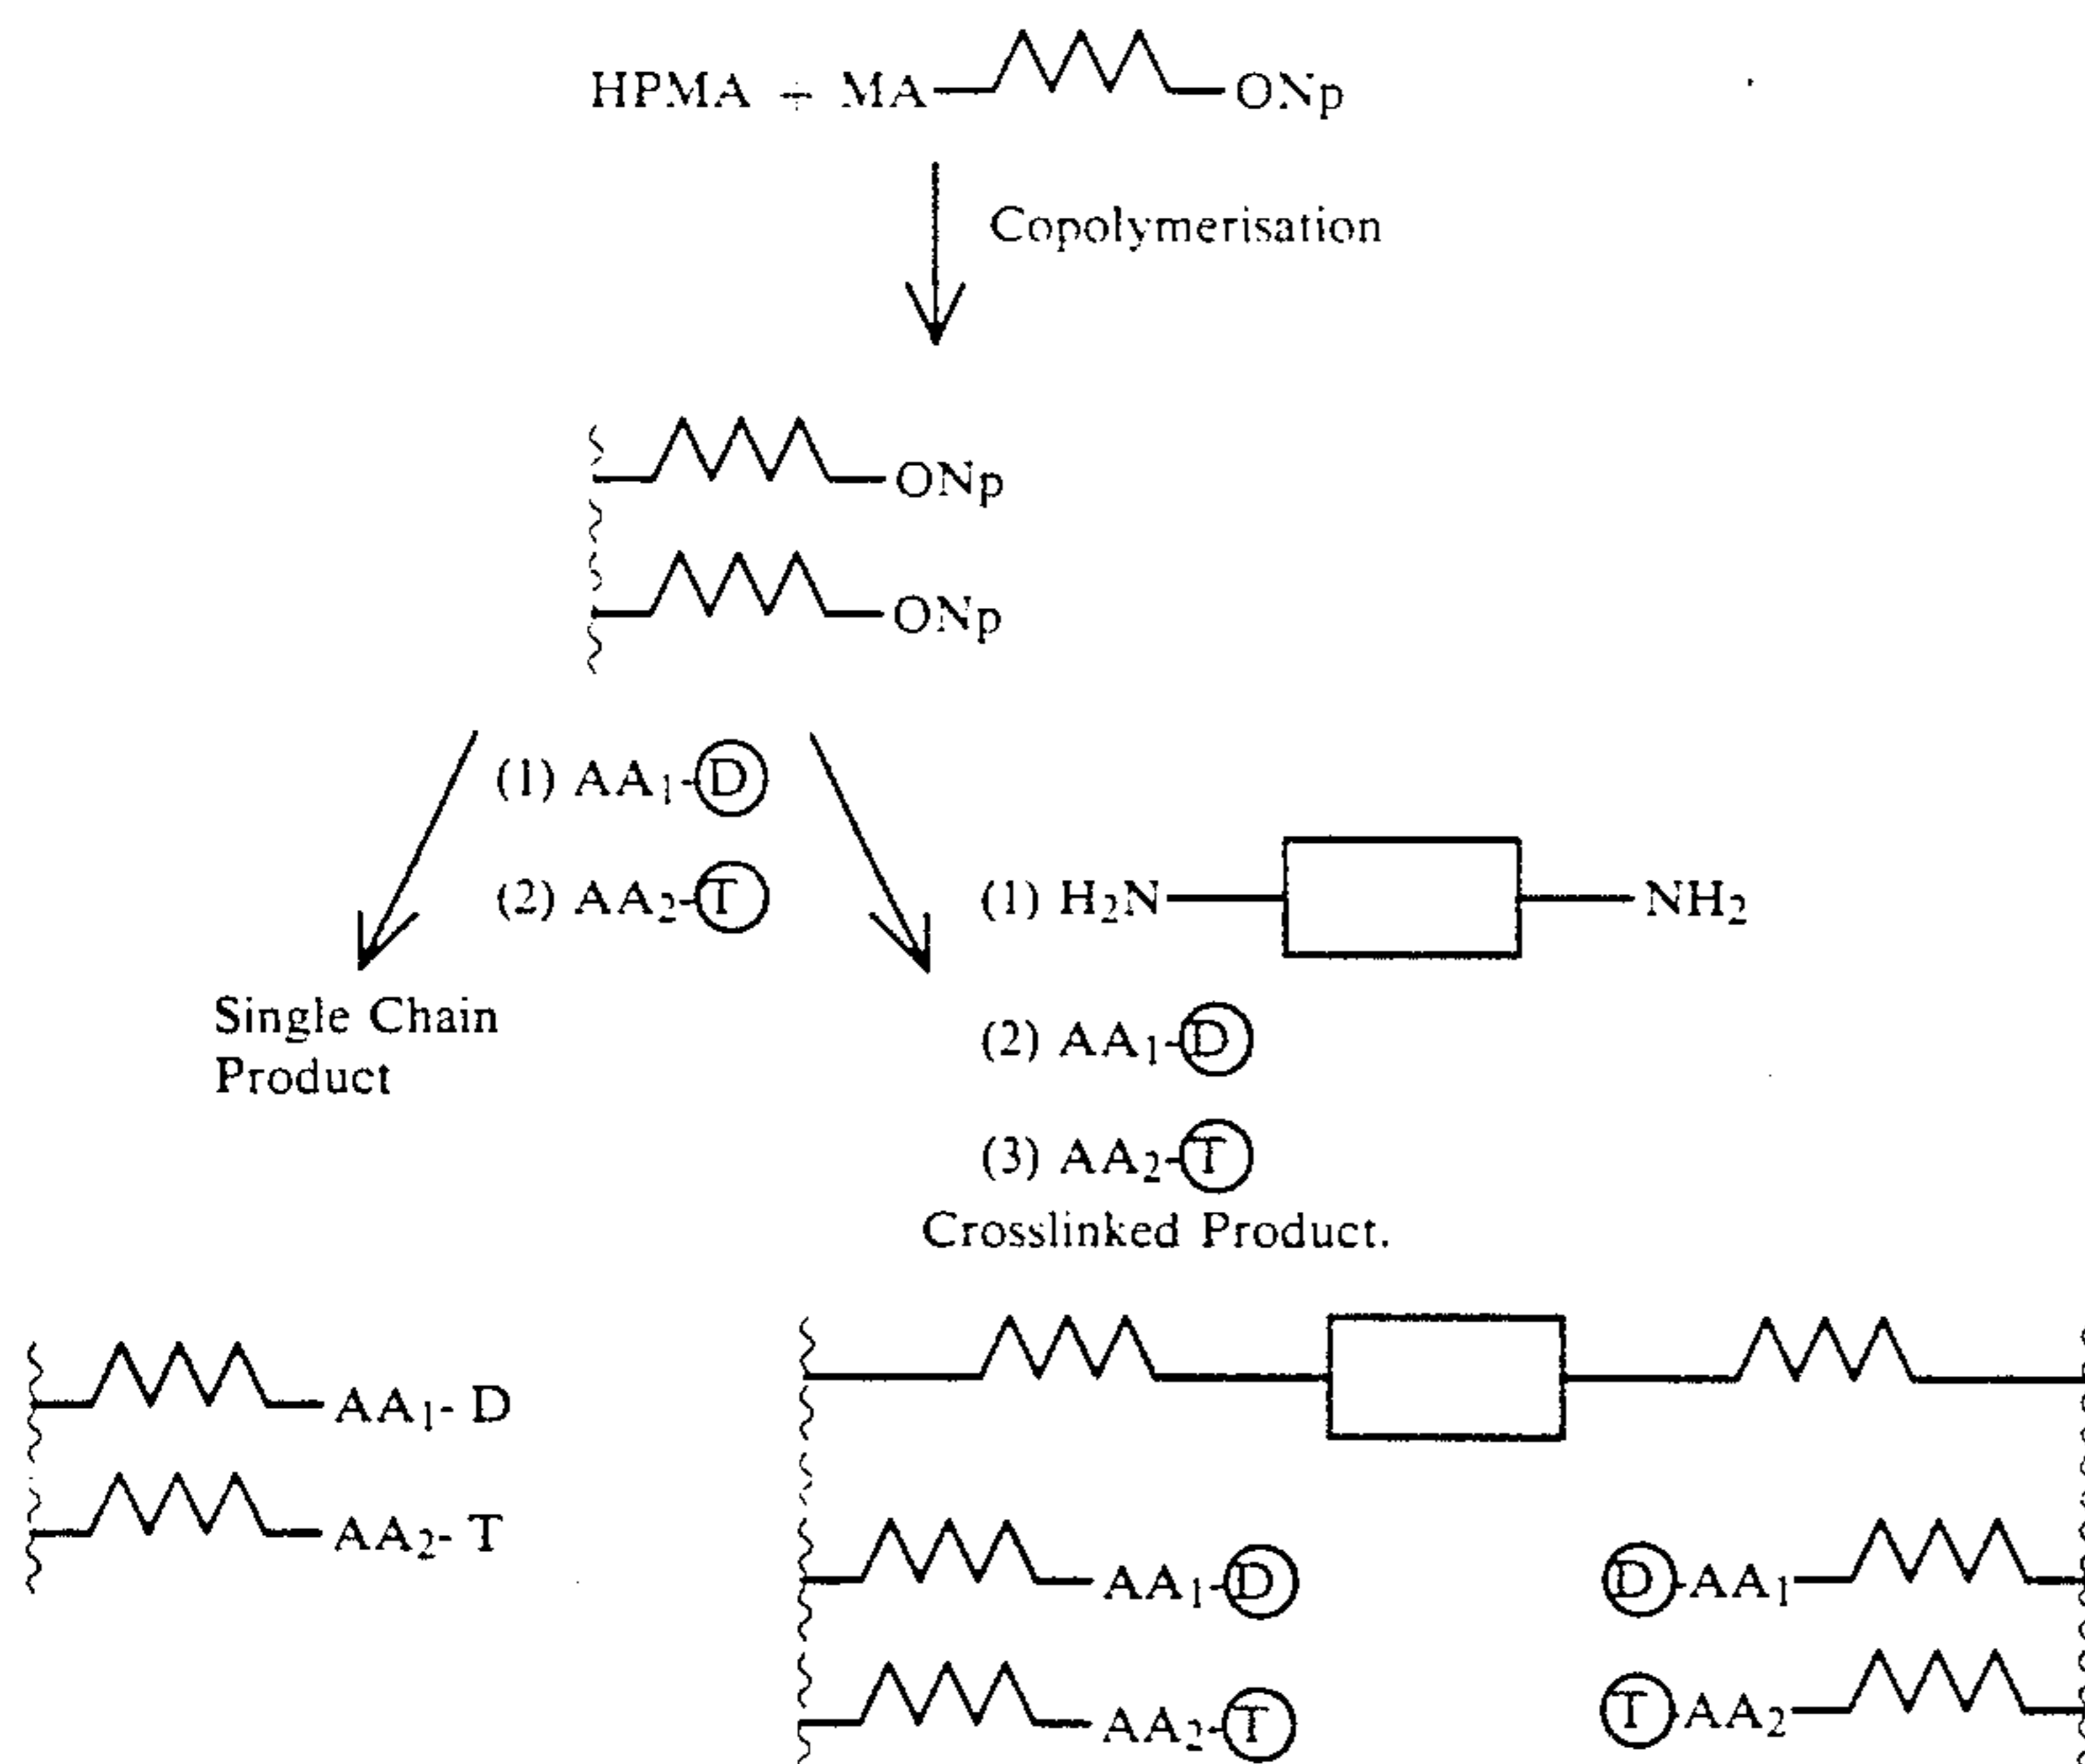 HPMA + MA ONp
Copolymerisation
ONp
ONp
(1) AA1-D
(2) AA2-T
(1) H2N NH2
Single Chain
Product
(2) AA1-D
(3) AA2-T
Crosslinked Product.
AA1- D
AA2- T
AA1-D
D-AA1
AA2-T
T-AA2